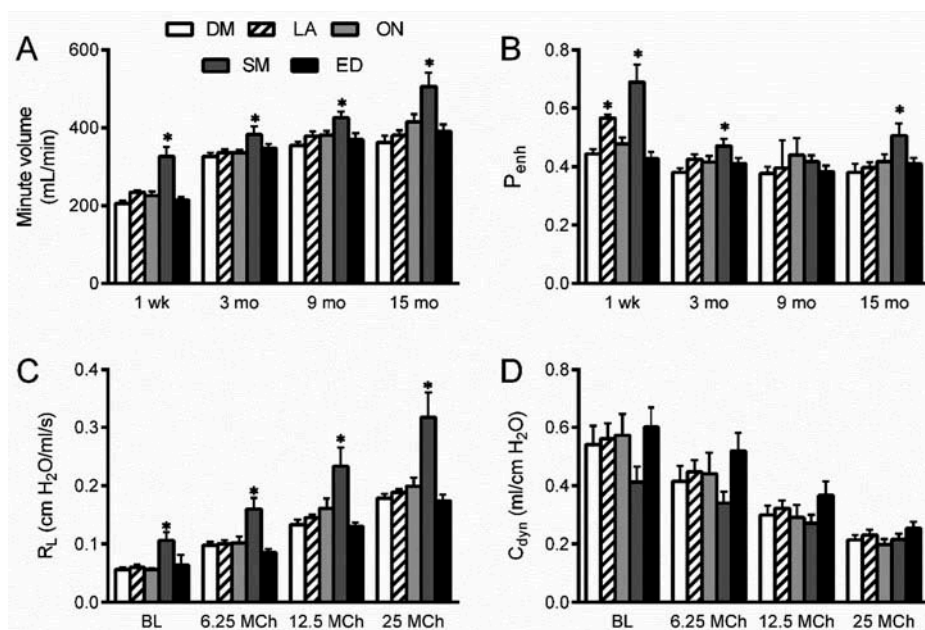 A
DM LA ON
SM ED
Minute volume
(mL/min)
600
400
200
0
*
*
*
*
1 wk 3 mo 9 mo 15 mo
B
Penh
0.8
0.6
0.4
0.2
0.0
*
*
*
*
1 wk 3 mo 9 mo 15 mo
C
RL (cm H2O/ml/s)
0.4
0.3
0.2
0.1
0.0
*
*
*
*
BL 6.25 MCh 12.5 MCh 25 MCh
D
Cdyn (ml/cm H2O)
0.8
0.6
0.4
0.2
0.0
BL 6.25 MCh 12.5 MCh 25 MCh